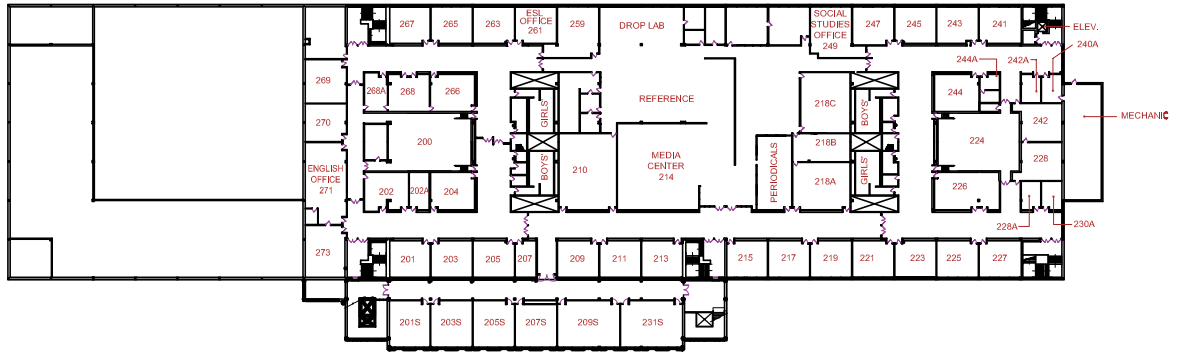 267
265
263
ESL
OFFICE
261
259
DROP LAB
SOCIAL
STUDIES
OFFICE
249
247
245
243
241
ELEV.
240A
244A
242A
269
268A
268
266
GIRLS'
REFERENCE
218C
BOYS'
244
MECHANIC
270
200
242
224
ENGLISH
OFFICE
271
BOYS'
210
MEDIA
CENTER
214
PERIODICALS
218B
218A
GIRLS'
228
202
202A
204
226
228A
230A
273
201
203
205
207
209
211
213
215
217
219
221
223
225
227
201S
203S
205S
207S
209S
231S